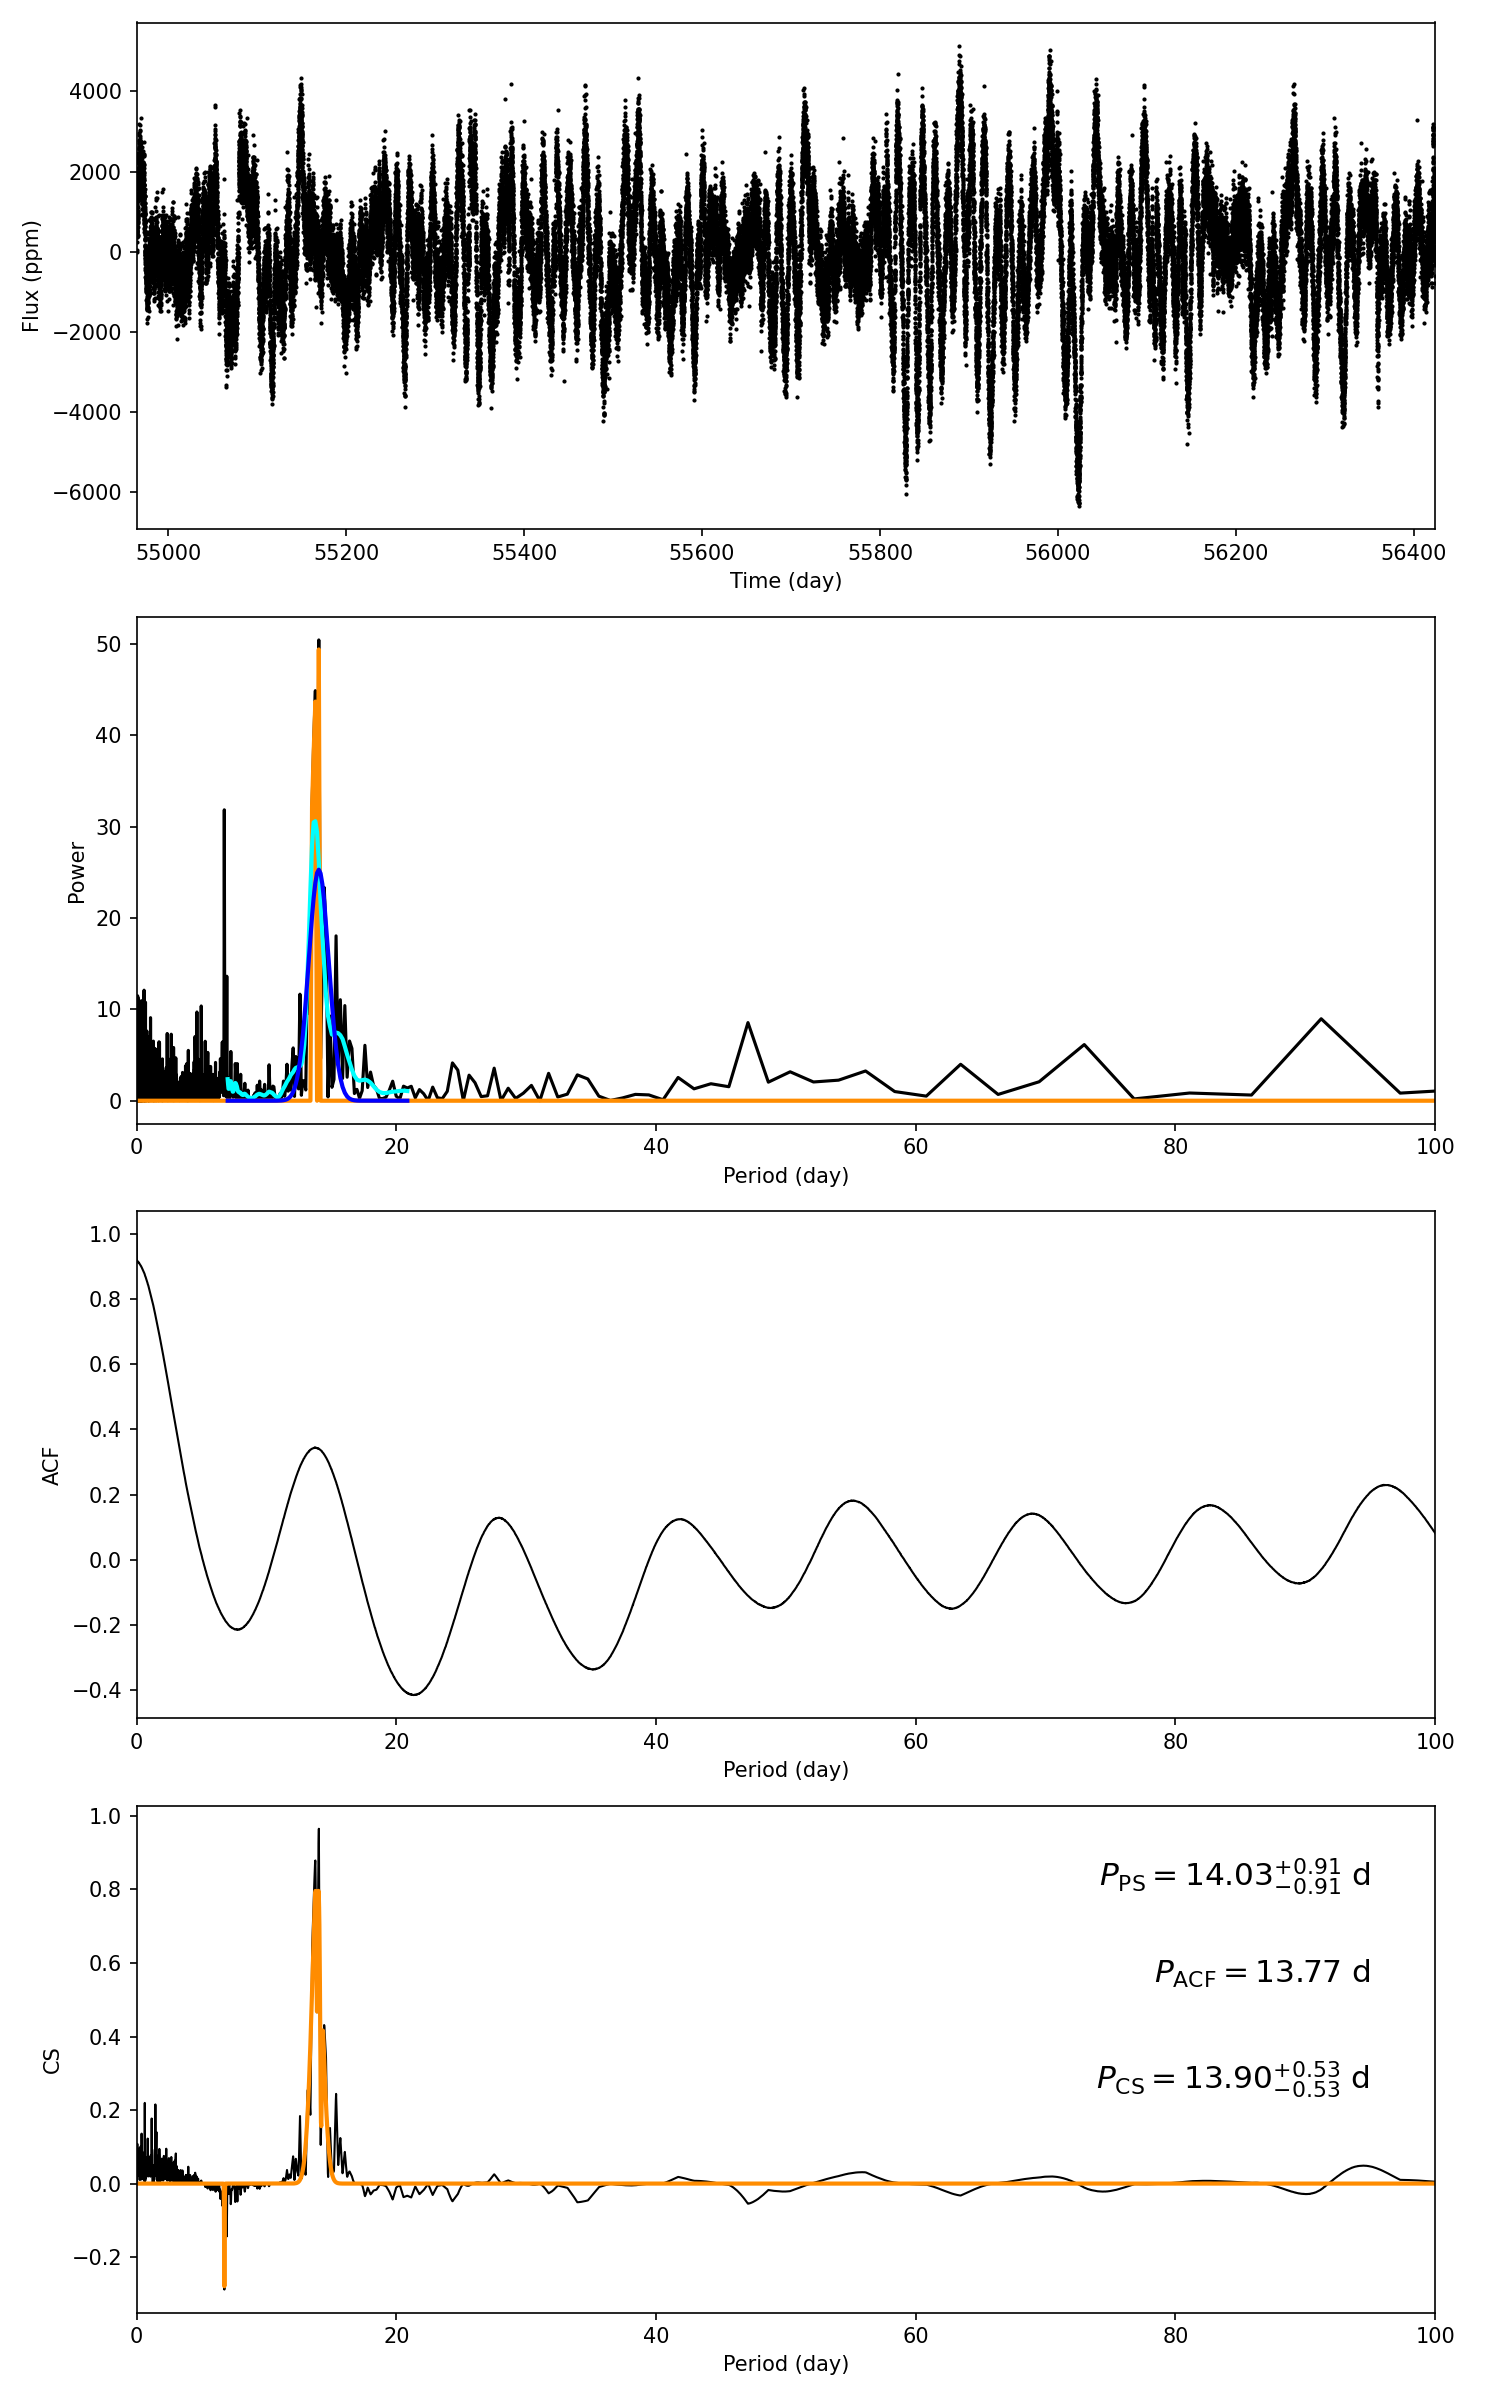 4000
2000
0
−2000
−4000
−6000
Flux (ppm)
55000 55200 55400 55600 55800 56000 56200 56400
Time (day)
50
40
30
20
10
0
Power
0 20 40 60 80 100
Period (day)
1.0
0.8
0.6
0.4
0.2
0.0
−0.2
−0.4
ACF
0 20 40 60 80 100
Period (day)
1.0
0.8
0.6
0.4
0.2
0.0
−0.2
CS
P_PS = 14.03^{+0.91}_{−0.91} d
P_ACF = 13.77 d
P_CS = 13.90^{+0.53}_{−0.53} d
0 20 40 60 80 100
Period (day)